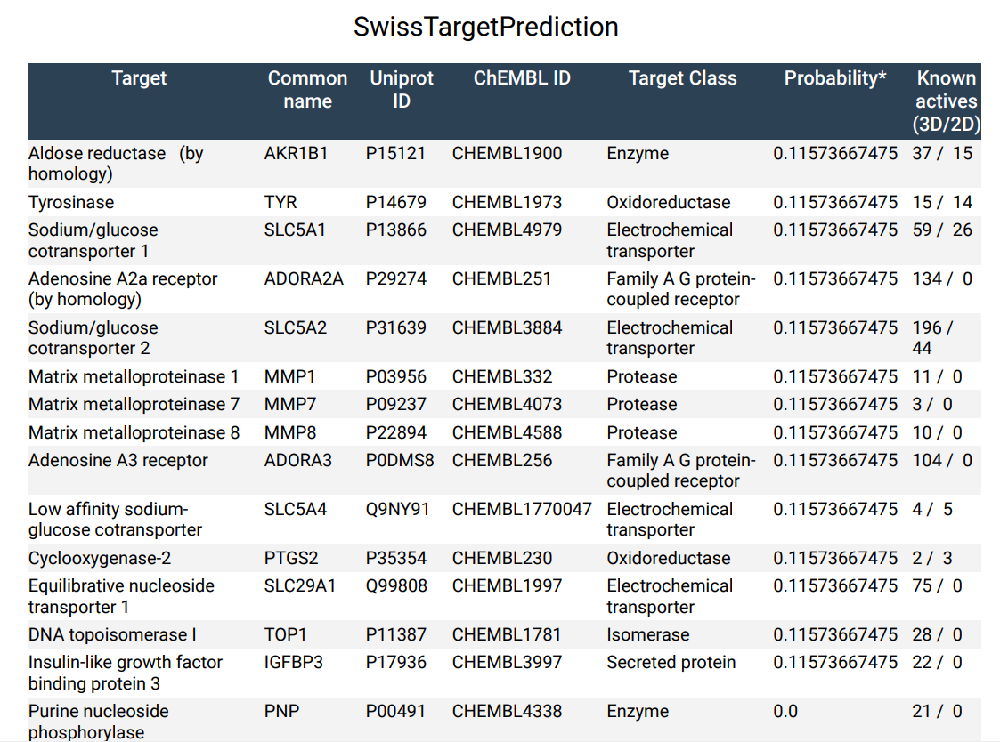 SwissTargetPrediction
Target Common name Uniprot ID ChEMBL ID Target Class Probability* Known actives (3D/2D)
Aldose reductase (by homology) AKR1B1 P15121 CHEMBL1900 Enzyme 0.11573667475 37 / 15
Tyrosinase TYR P14679 CHEMBL1973 Oxidoreductase 0.11573667475 15 / 14
Sodium/glucose cotransporter 1 SLC5A1 P13866 CHEMBL4979 Electrochemical transporter 0.11573667475 59 / 26
Adenosine A2a receptor (by homology) ADORA2A P29274 CHEMBL251 Family A G protein-coupled receptor 0.11573667475 134 / 0
Sodium/glucose cotransporter 2 SLC5A2 P31639 CHEMBL3884 Electrochemical transporter 0.11573667475 196 / 44
Matrix metalloproteinase 1 MMP1 P03956 CHEMBL332 Protease 0.11573667475 11 / 0
Matrix metalloproteinase 7 MMP7 P09237 CHEMBL4073 Protease 0.11573667475 3 / 0
Matrix metalloproteinase 8 MMP8 P22894 CHEMBL4588 Protease 0.11573667475 10 / 0
Adenosine A3 receptor ADORA3 P0DMS8 CHEMBL256 Family A G protein-coupled receptor 0.11573667475 104 / 0
Low affinity sodium-glucose cotransporter SLC5A4 Q9NY91 CHEMBL1770047 Electrochemical transporter 0.11573667475 4 / 5
Cyclooxygenase-2 PTGS2 P35354 CHEMBL230 Oxidoreductase 0.11573667475 2 / 3
Equilibrative nucleoside transporter 1 SLC29A1 Q99808 CHEMBL1997 Electrochemical transporter 0.11573667475 75 / 0
DNA topoisomerase I TOP1 P11387 CHEMBL1781 Isomerase 0.11573667475 28 / 0
Insulin-like growth factor binding protein 3 IGFBP3 P17936 CHEMBL3997 Secreted protein 0.11573667475 22 / 0
Purine nucleoside phosphorylase PNP P00491 CHEMBL4338 Enzyme 0.0 21 / 0